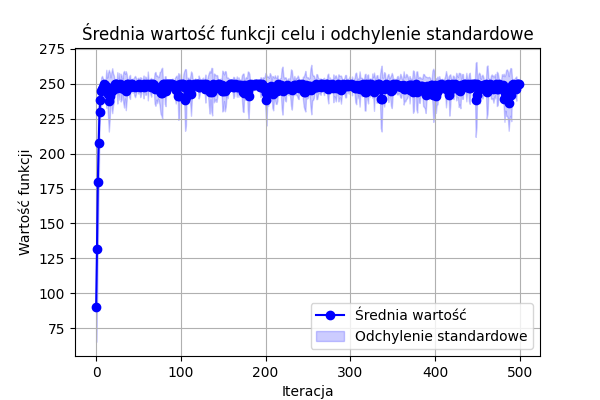 Średnia wartość funkcji celu i odchylenie standardowe
275
250
225
200
175
150
125
100
75
Wartość funkcji
0 100 200 300 400 500
Iteracja
Średnia wartość
Odchylenie standardowe